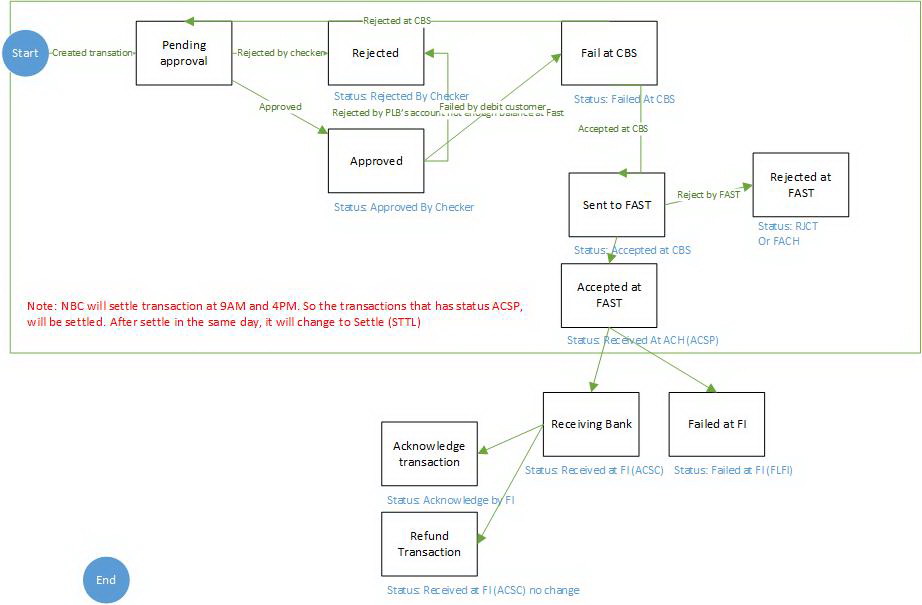 Rejected at CBS
Start
Created transation
Pending
approval
Rejected by checker
Rejected
Fail at CBS
Status: Rejected By Checker
Status: Failed At CBS
Approved
Failed by debit customer
Rejected by PLB's account not enough balance at Fast
Accepted at CBS
Approved
Status: Approved By Checker
Sent to FAST
Reject by FAST
Rejected at
FAST
Status: RJCT
Or FACH
Status: Accepted at CBS
Accepted at
FAST
Note: NBC will settle transaction at 9AM and 4PM. So the transactions that has status ACSP,
will be settled. After settle in the same day, it will change to Settle (STTL)
Status: Received At ACH (ACSP)
Receiving Bank
Failed at FI
Status: Received at FI (ACSC)
Status: Failed at FI (FLFI)
Acknowledge
transaction
Status: Acknowledge by FI
Refund
Transaction
Status: Received at FI (ACSC) no change
End